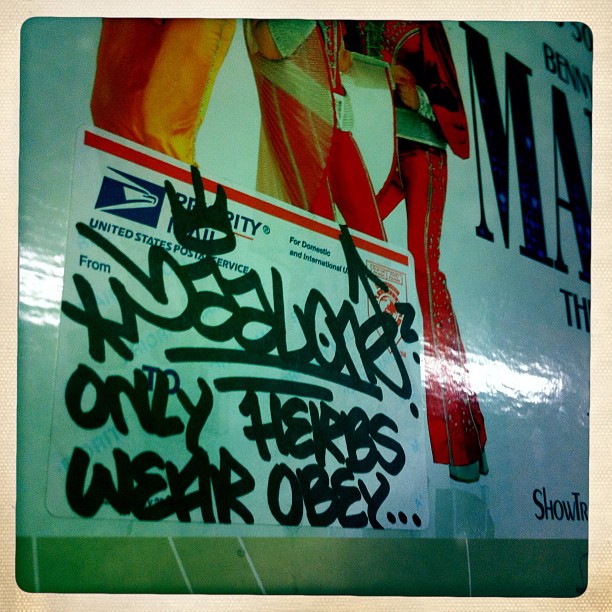 BENN
MA
TH
SHOWTR
PRIORITY®
MAIL
UNITED STATES POSTAL SERVICE
For Domestic
and International U
From
TO
ONLY HERBS
WEAR OBEY...